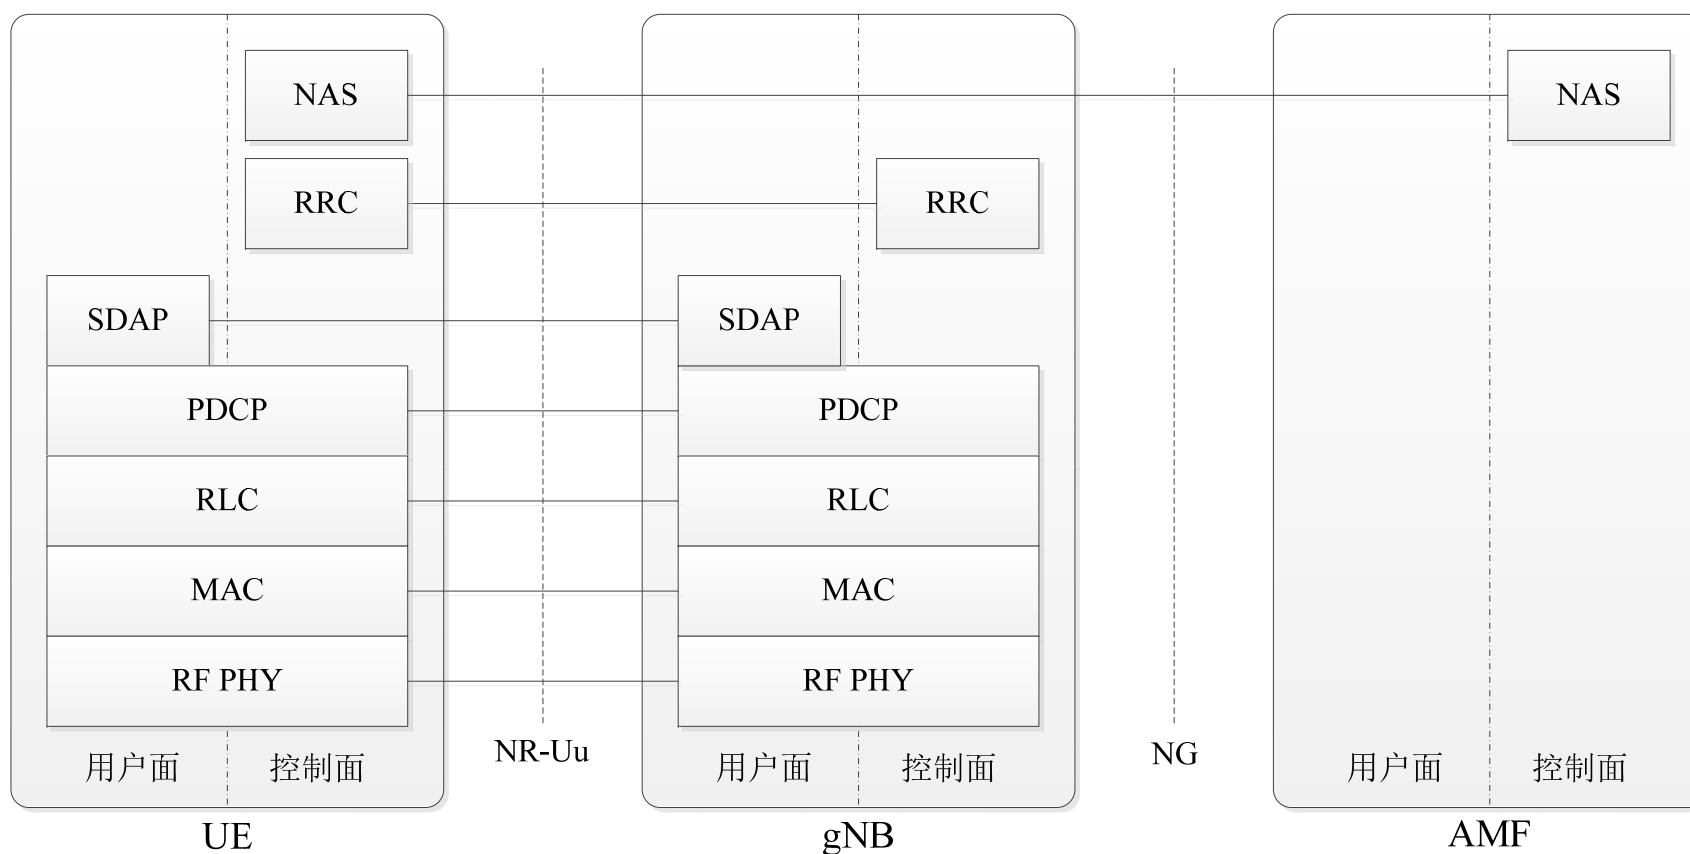 NAS
NAS
RRC
RRC
SDAP
SDAP
PDCP
PDCP
RLC
RLC
MAC
MAC
RF PHY
RF PHY
NR-Uu
NG
用户面
控制面
用户面
控制面
用户面
控制面
UE
gNB
AMF